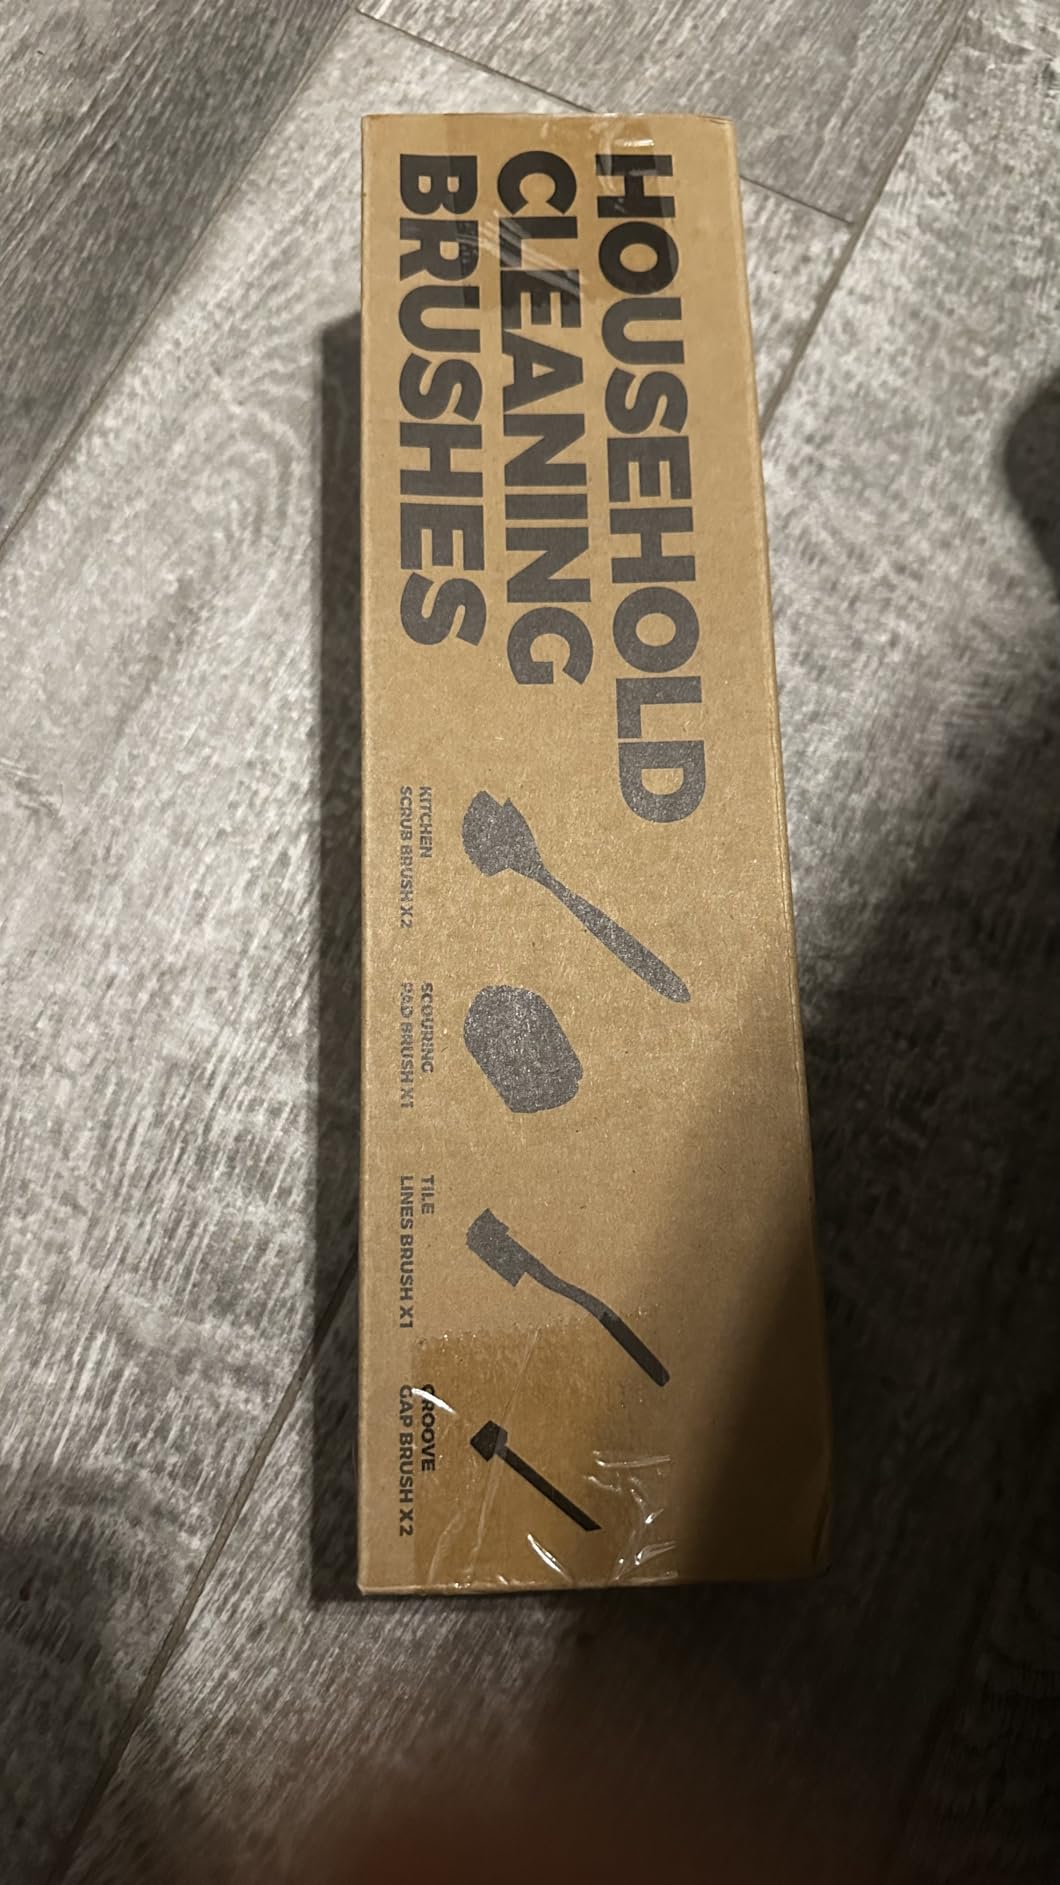 HOUSEHOLD
CLEANING
BRUSHES
KITCHEN
SCRUB BRUSH X2
SCOURING
PAD BRUSH X1
TILE
LINES BRUSH X1
GROOVE
GAP BRUSH X2